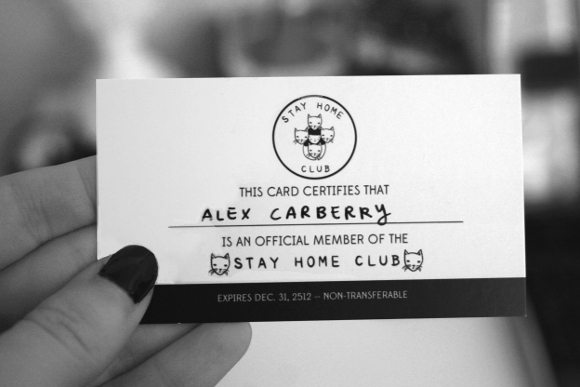 STAY HOME
CLUB
THIS CARD CERTIFIES THAT
ALEX CARBERRY
IS AN OFFICIAL MEMBER OF THE
STAY HOME CLUB
EXPIRES DEC. 31, 2512 – NON-TRANSFERABLE